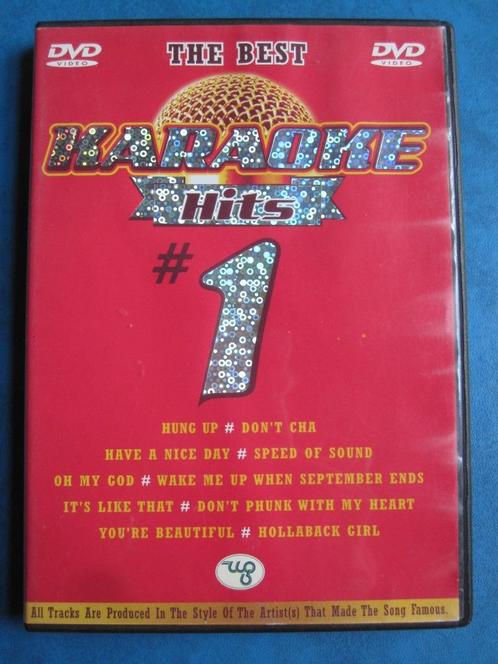 DVD
VIDEO
THE BEST
DVD
VIDEO
KARAOKE
Hits
#1
HUNG UP # DON'T CHA
HAVE A NICE DAY # SPEED OF SOUND
OH MY GOD # WAKE ME UP WHEN SEPTEMBER ENDS
IT'S LIKE THAT # DON'T PHUNK WITH MY HEART
YOU'RE BEAUTIFUL # HOLLABACK GIRL
All Tracks Are Produced In The Style Of The Artist(s) That Made The Song Famous.